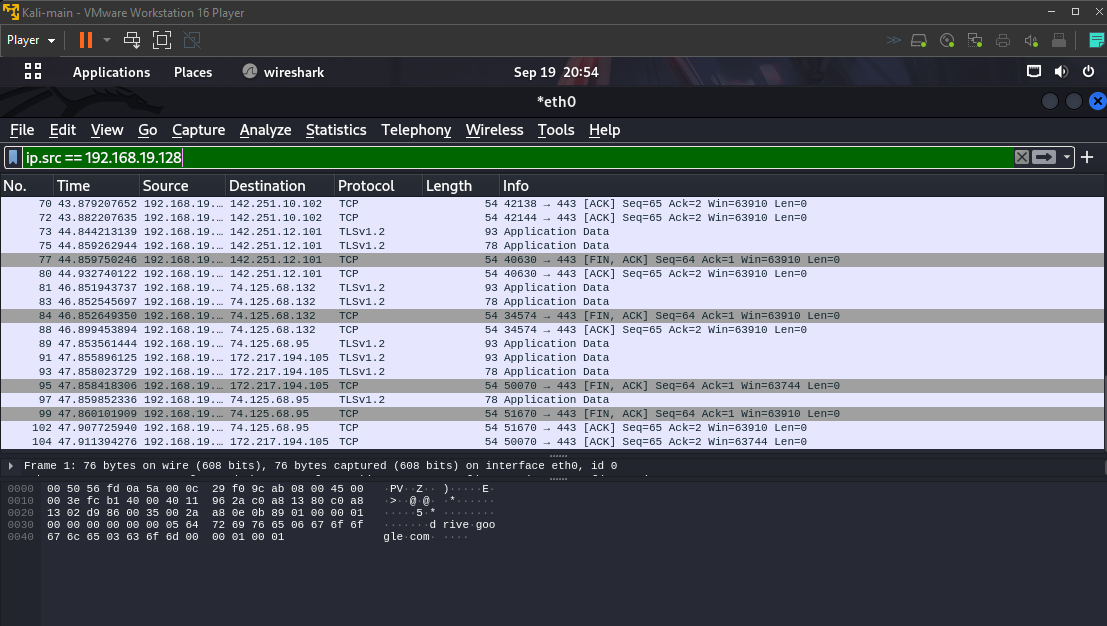 Kali-main - VMware Workstation 16 Player
Player
Applications Places wireshark Sep 19 20:54
*eth0
File Edit View Go Capture Analyze Statistics Telephony Wireless Tools Help
ip.src == 192.168.19.128
No. Time Source Destination Protocol Length Info
70 43.879207652 192.168.19.… 142.251.10.102 TCP 54 42138 → 443 [ACK] Seq=65 Ack=2 Win=63910 Len=0
72 43.882207635 192.168.19.… 142.251.10.102 TCP 54 42144 → 443 [ACK] Seq=65 Ack=2 Win=63910 Len=0
73 44.844213139 192.168.19.… 142.251.12.101 TLSv1.2 93 Application Data
75 44.859262944 192.168.19.… 142.251.12.101 TLSv1.2 78 Application Data
77 44.859750246 192.168.19.… 142.251.12.101 TCP 54 40630 → 443 [FIN, ACK] Seq=64 Ack=1 Win=63910 Len=0
80 44.932740122 192.168.19.… 142.251.12.101 TCP 54 40630 → 443 [ACK] Seq=65 Ack=2 Win=63910 Len=0
81 46.851943737 192.168.19.… 74.125.68.132 TLSv1.2 93 Application Data
83 46.852545697 192.168.19.… 74.125.68.132 TLSv1.2 78 Application Data
84 46.852649350 192.168.19.… 74.125.68.132 TCP 54 34574 → 443 [FIN, ACK] Seq=64 Ack=1 Win=63910 Len=0
88 46.899453894 192.168.19.… 74.125.68.132 TCP 54 34574 → 443 [ACK] Seq=65 Ack=2 Win=63910 Len=0
89 47.853561444 192.168.19.… 74.125.68.95 TLSv1.2 93 Application Data
91 47.855896125 192.168.19.… 172.217.194.105 TLSv1.2 93 Application Data
93 47.858023729 192.168.19.… 172.217.194.105 TLSv1.2 78 Application Data
95 47.858418306 192.168.19.… 172.217.194.105 TCP 54 50070 → 443 [FIN, ACK] Seq=64 Ack=1 Win=63744 Len=0
97 47.859852336 192.168.19.… 74.125.68.95 TLSv1.2 78 Application Data
99 47.860101909 192.168.19.… 74.125.68.95 TCP 54 51670 → 443 [FIN, ACK] Seq=64 Ack=1 Win=63910 Len=0
102 47.907725940 192.168.19.… 74.125.68.95 TCP 54 51670 → 443 [ACK] Seq=65 Ack=2 Win=63910 Len=0
104 47.911394276 192.168.19.… 172.217.194.105 TCP 54 50070 → 443 [ACK] Seq=65 Ack=2 Win=63744 Len=0
Frame 1: 76 bytes on wire (608 bits), 76 bytes captured (608 bits) on interface eth0, id 0
0000 00 50 56 fd 0a 5a 00 0c 29 f0 9c ab 08 00 45 00 ·PV··Z·· )·····E·
0010 00 3e fc b1 40 00 40 11 96 2a c0 a8 13 80 c0 a8 ·>··@·@· ·*······
0020 13 02 d9 86 00 35 00 2a a8 0e 0b 89 01 00 00 01 ·····5·* ········
0030 00 00 00 00 00 00 05 64 72 69 76 65 06 67 6f 6f ·······d rive·goo
0040 67 6c 65 03 63 6f 6d 00 00 01 00 01 gle·com· ····